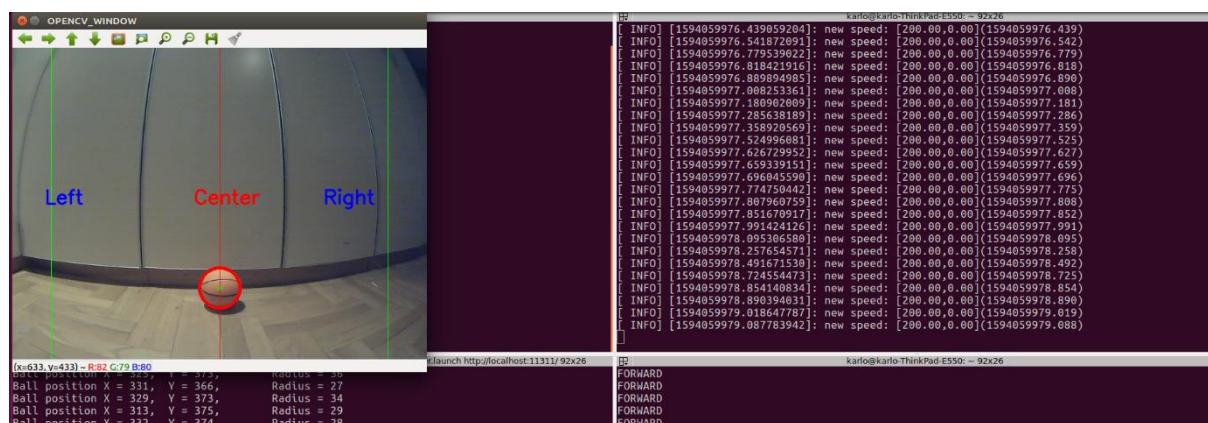 OPENCV_WINDOW
Left
Center
Right
(x=633, y=433) ~ R:82 G:79 B:80
r.launch http://localhost:11311/ 92x26
Ball position X = 325, Y = 373, Radius = 36
Ball position X = 331, Y = 366, Radius = 27
Ball position X = 329, Y = 373, Radius = 34
Ball position X = 313, Y = 375, Radius = 29
Ball position X = 332, Y = 374, Radius = 28
karlo@karlo-ThinkPad-E550: ~ 92x26
[ INFO] [1594059976.439059204]: new speed: [200.00,0.00](1594059976.439)
[ INFO] [1594059976.541872091]: new speed: [200.00,0.00](1594059976.542)
[ INFO] [1594059976.779539022]: new speed: [200.00,0.00](1594059976.779)
[ INFO] [1594059976.818421916]: new speed: [200.00,0.00](1594059976.818)
[ INFO] [1594059976.889894985]: new speed: [200.00,0.00](1594059976.890)
[ INFO] [1594059977.008253361]: new speed: [200.00,0.00](1594059977.008)
[ INFO] [1594059977.180902009]: new speed: [200.00,0.00](1594059977.181)
[ INFO] [1594059977.285638189]: new speed: [200.00,0.00](1594059977.286)
[ INFO] [1594059977.358920569]: new speed: [200.00,0.00](1594059977.359)
[ INFO] [1594059977.524996081]: new speed: [200.00,0.00](1594059977.525)
[ INFO] [1594059977.626729952]: new speed: [200.00,0.00](1594059977.627)
[ INFO] [1594059977.659339151]: new speed: [200.00,0.00](1594059977.659)
[ INFO] [1594059977.696045590]: new speed: [200.00,0.00](1594059977.696)
[ INFO] [1594059977.774750442]: new speed: [200.00,0.00](1594059977.775)
[ INFO] [1594059977.807960759]: new speed: [200.00,0.00](1594059977.808)
[ INFO] [1594059977.851670917]: new speed: [200.00,0.00](1594059977.852)
[ INFO] [1594059977.991424126]: new speed: [200.00,0.00](1594059977.991)
[ INFO] [1594059978.095306580]: new speed: [200.00,0.00](1594059978.095)
[ INFO] [1594059978.257654571]: new speed: [200.00,0.00](1594059978.258)
[ INFO] [1594059978.491671538]: new speed: [200.00,0.00](1594059978.492)
[ INFO] [1594059978.724554473]: new speed: [200.00,0.00](1594059978.725)
[ INFO] [1594059978.854140834]: new speed: [200.00,0.00](1594059978.854)
[ INFO] [1594059978.890394031]: new speed: [200.00,0.00](1594059978.890)
[ INFO] [1594059979.018647787]: new speed: [200.00,0.00](1594059979.019)
[ INFO] [1594059979.087783942]: new speed: [200.00,0.00](1594059979.088)
karlo@karlo-ThinkPad-E550: ~ 92x26
FORWARD
FORWARD
FORWARD
FORWARD
FORWARD